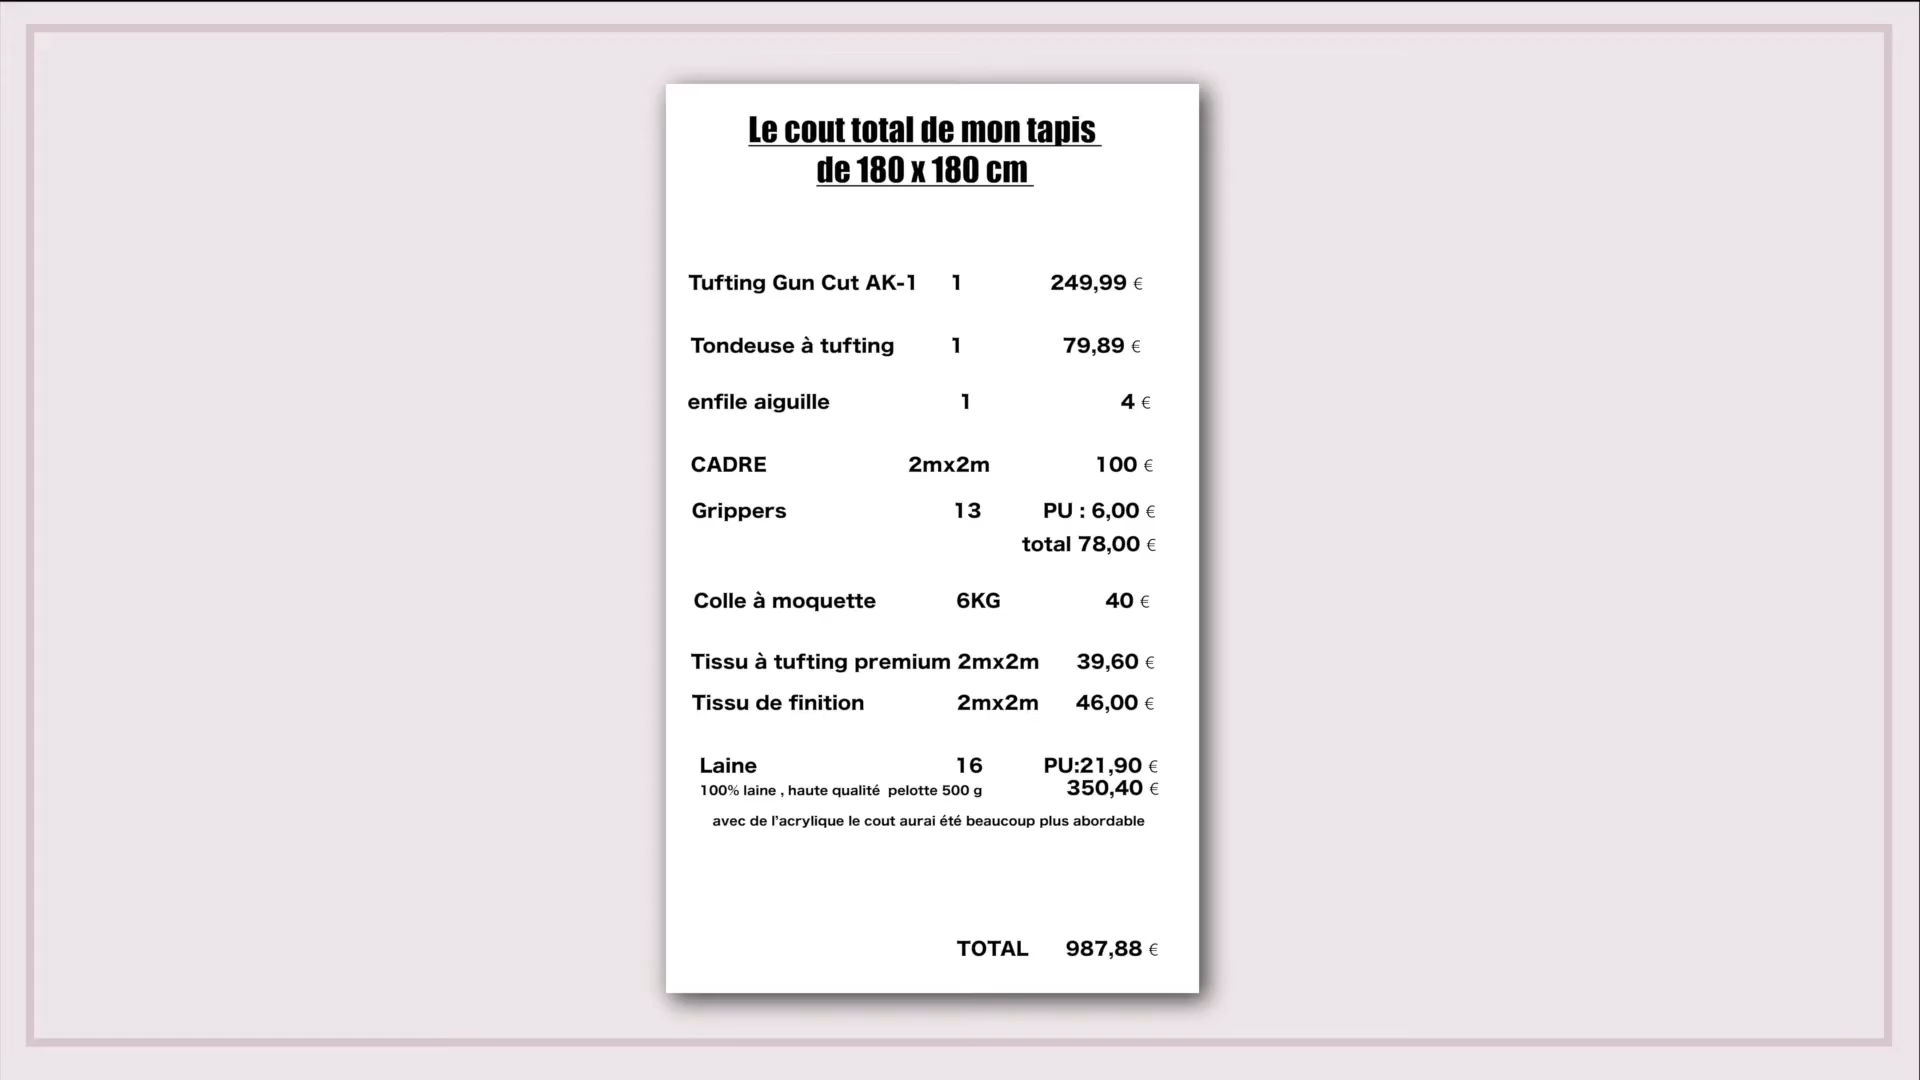 Le cout total de mon tapis
de 180 x 180 cm
Tufting Gun Cut AK-1 1 249,99 €
Tondeuse à tufting 1 79,89 €
enfile aiguille 1 4 €
CADRE 2mx2m 100 €
Grippers 13 PU : 6,00 €
total 78,00 €
Colle à moquette 6KG 40 €
Tissu à tufting premium 2mx2m 39,60 €
Tissu de finition 2mx2m 46,00 €
Laine 16 PU:21,90 €
100% laine , haute qualité pelotte 500 g 350,40 €
avec de l'acrylique le cout aurai été beaucoup plus abordable
TOTAL 987,88 €